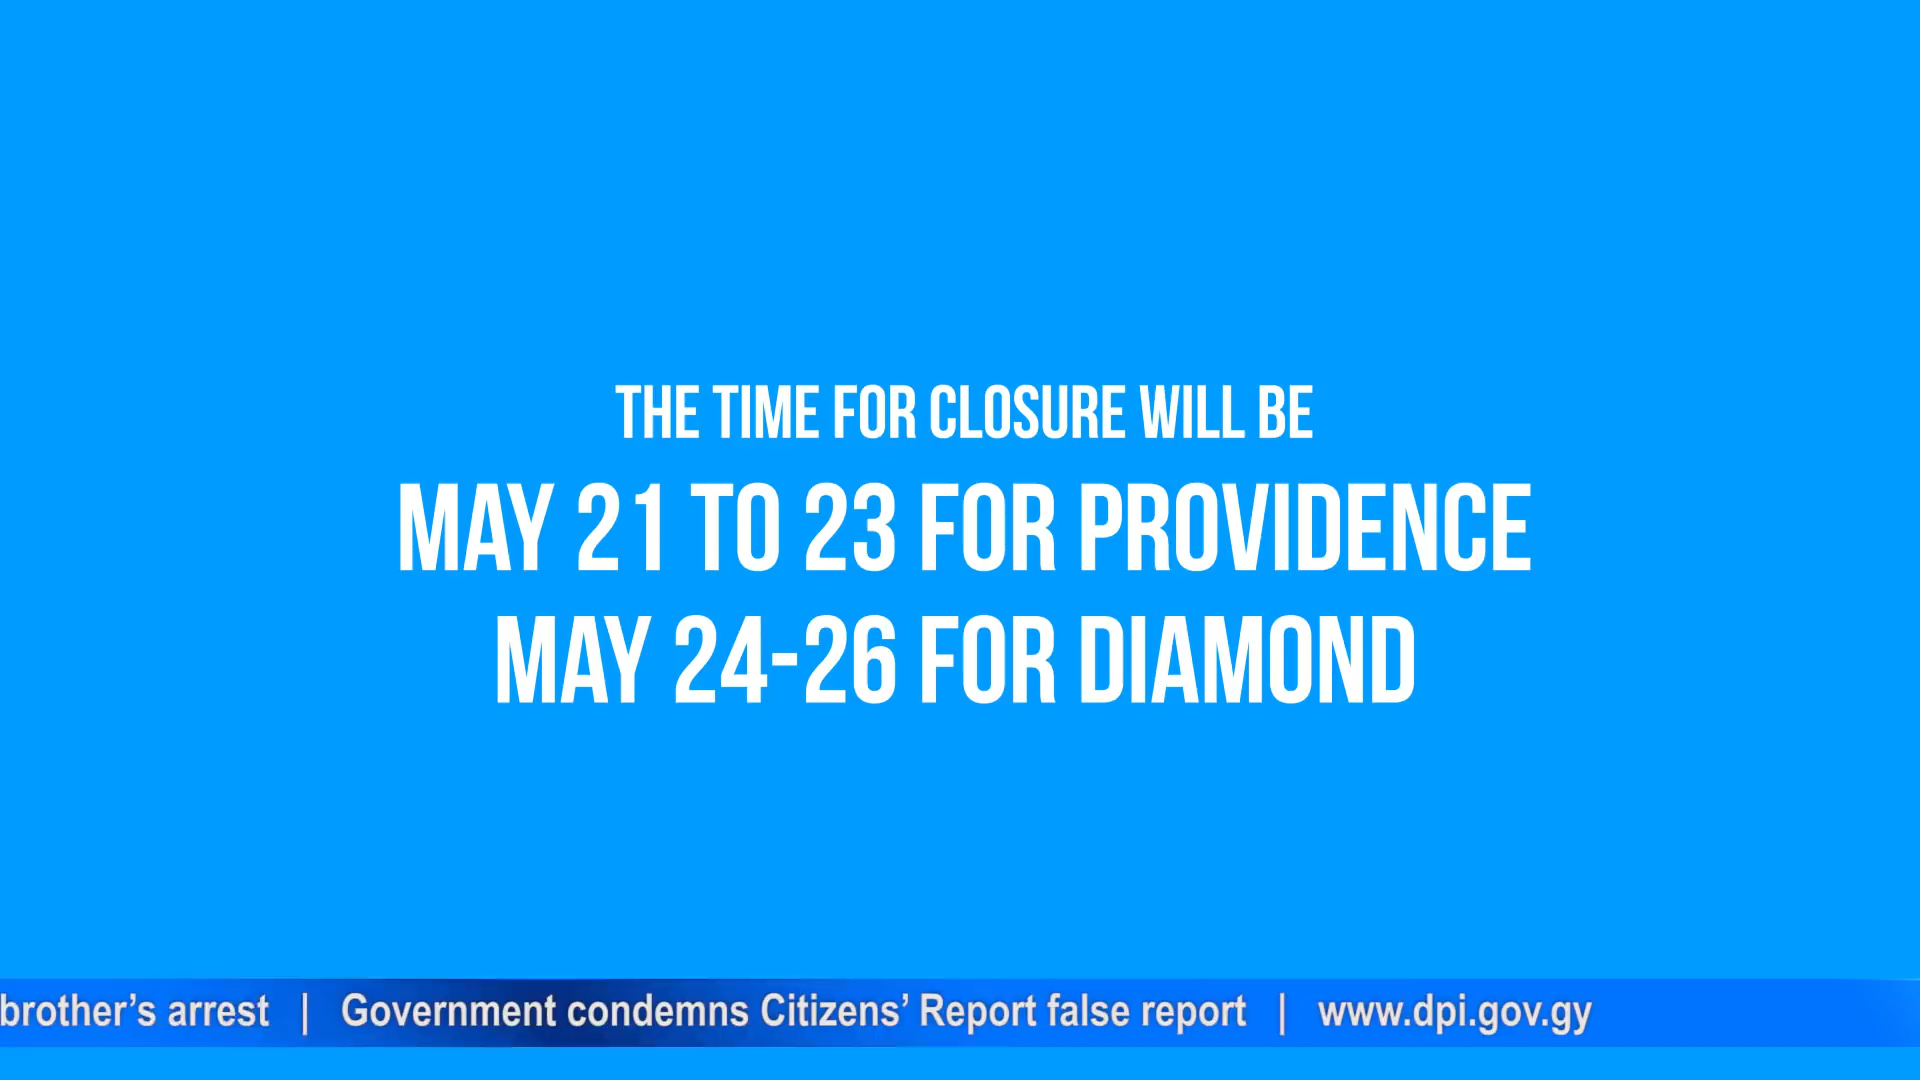 THE TIME FOR CLOSURE WILL BE
MAY 21 TO 23 FOR PROVIDENCE
MAY 24-26 FOR DIAMOND
brother’s arrest | Government condemns Citizens’ Report false report | www.dpi.gov.gy